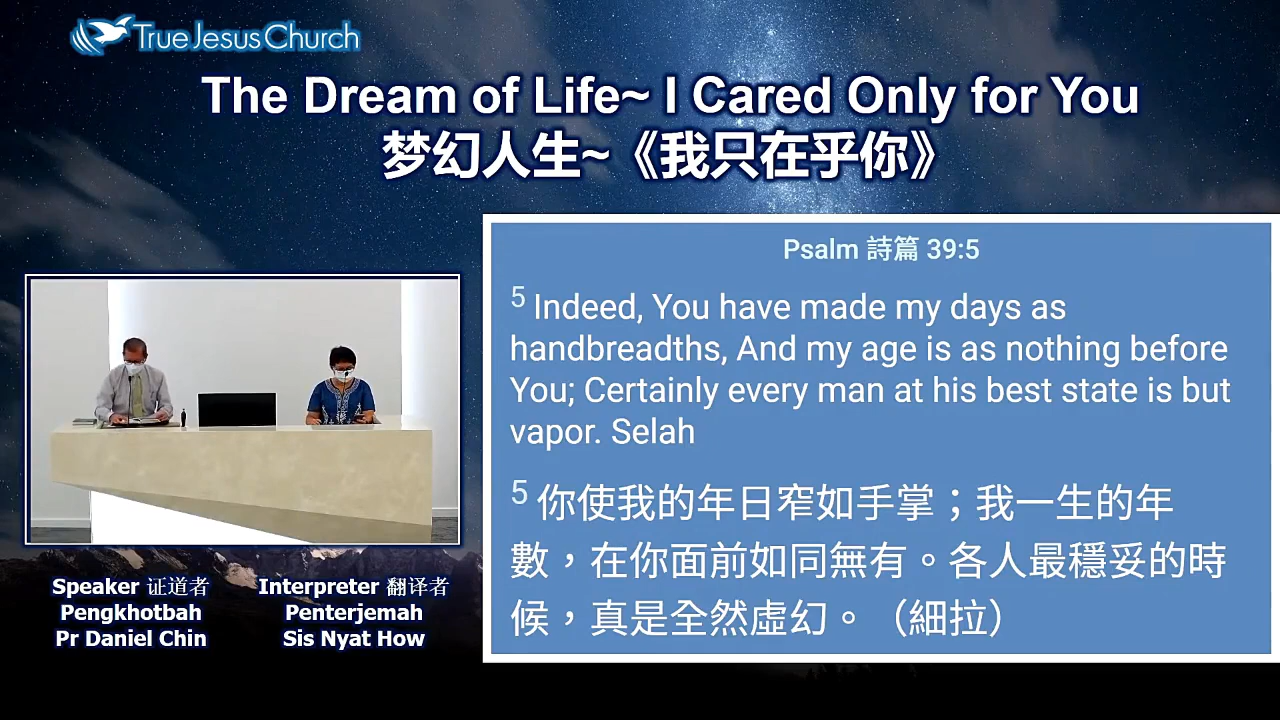 TrueJesusChurch
The Dream of Life~ I Cared Only for You
梦幻人生~《我只在乎你》
Psalm 詩篇 39:5
5 Indeed, You have made my days as
handbreadths, And my age is as nothing before
You; Certainly every man at his best state is but
vapor. Selah
5 你使我的年日窄如手掌；我一生的年
數，在你面前如同無有。各人最穩妥的時
候，真是全然虛幻。（細拉）
Speaker 证道者
Pengkhotbah
Pr Daniel Chin
Interpreter 翻译者
Penterjemah
Sis Nyat How